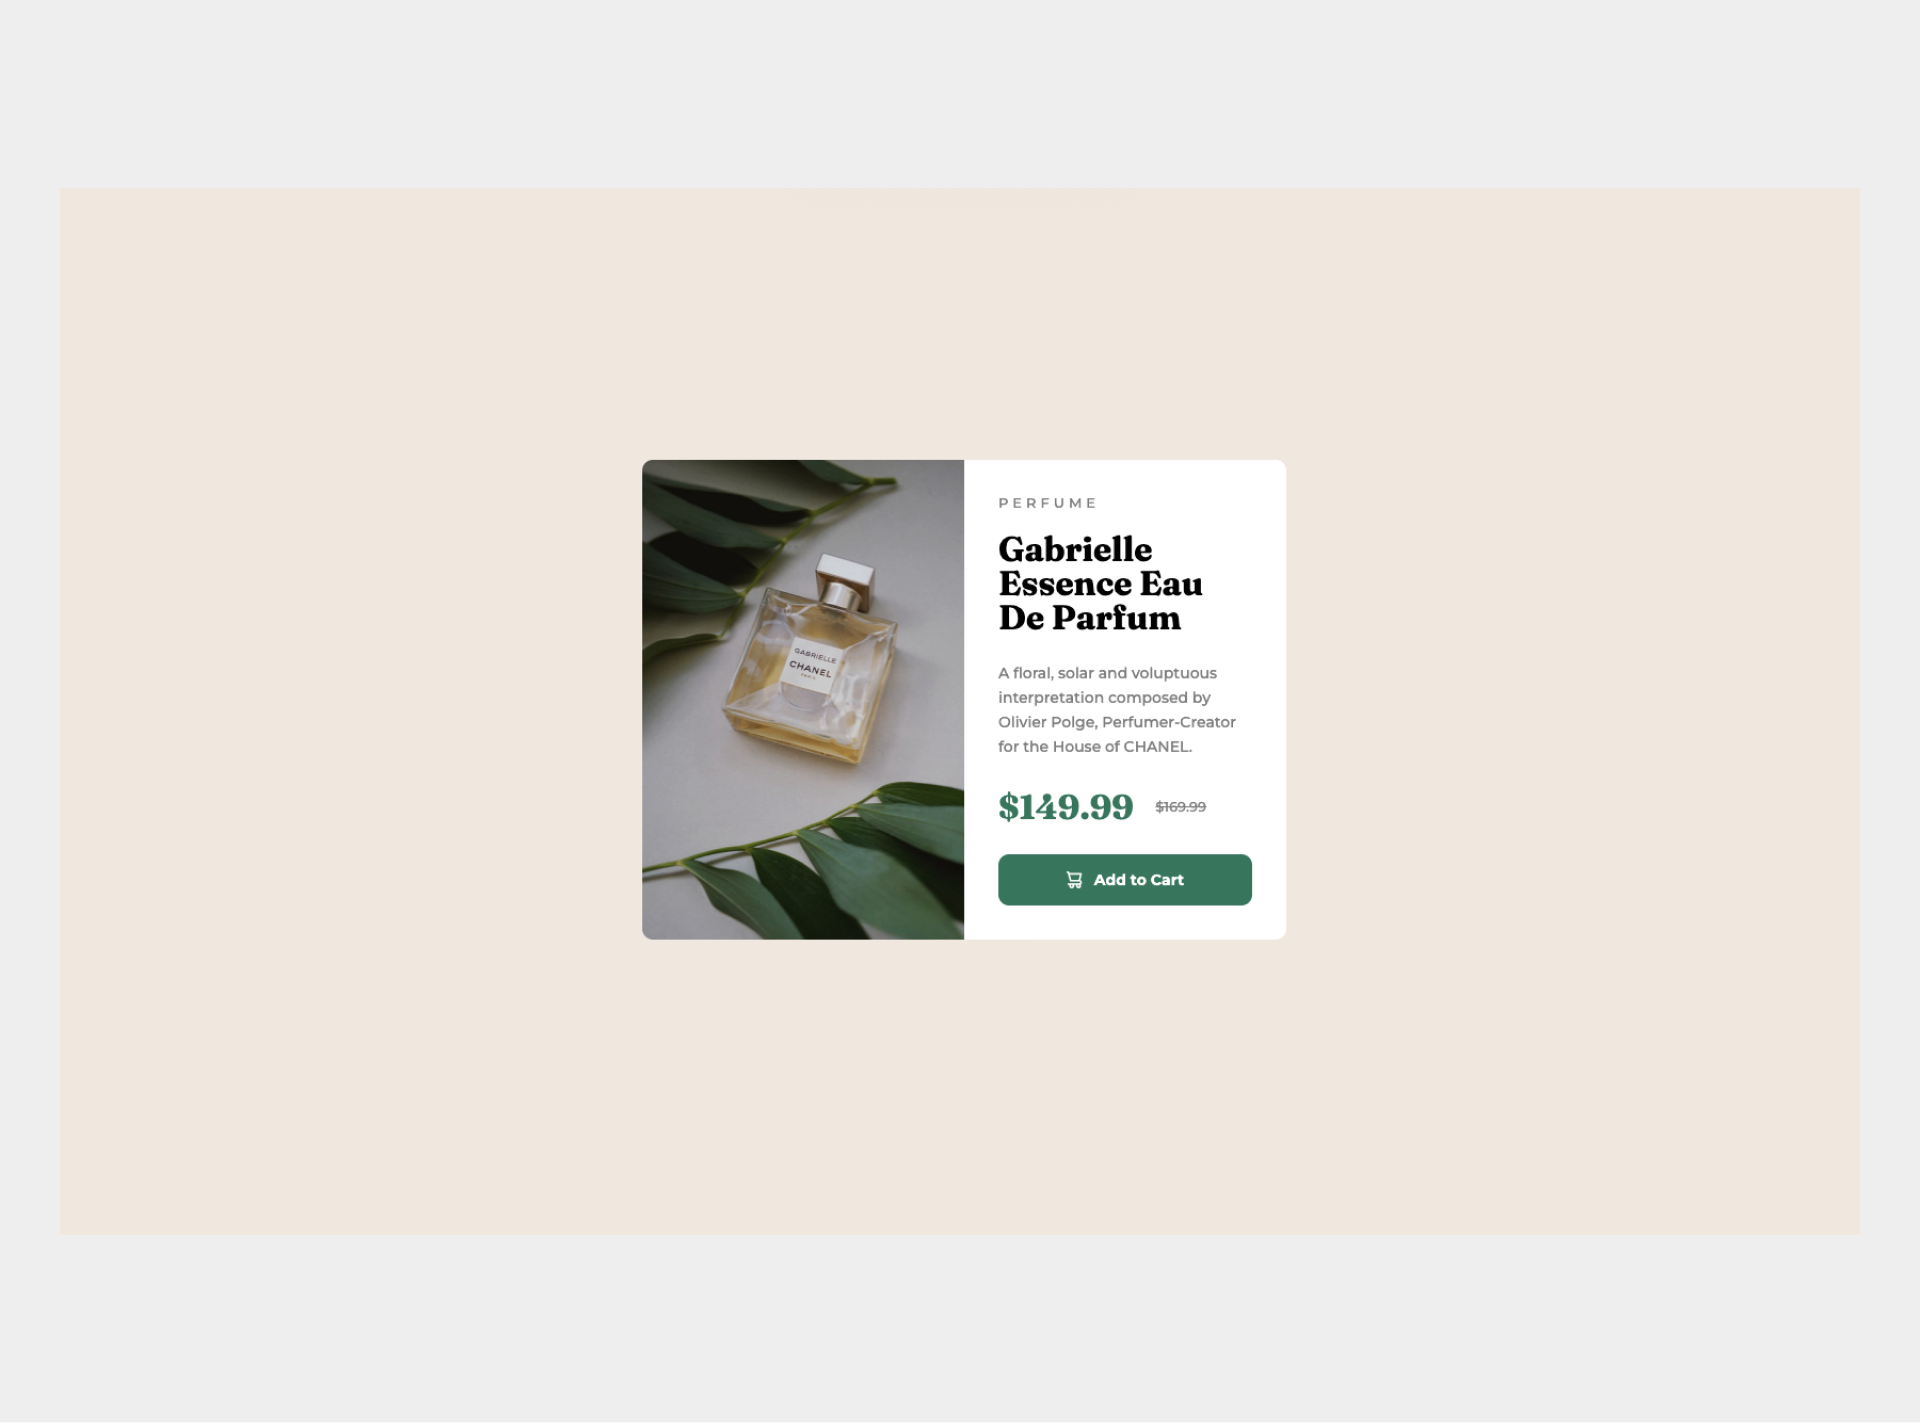 GABRIELLE
CHANEL
PARIS
PERFUME
Gabrielle
Essence Eau
De Parfum
A floral, solar and voluptuous
interpretation composed by
Olivier Polge, Perfumer-Creator
for the House of CHANEL.
$149.99 $169.99
Add to Cart